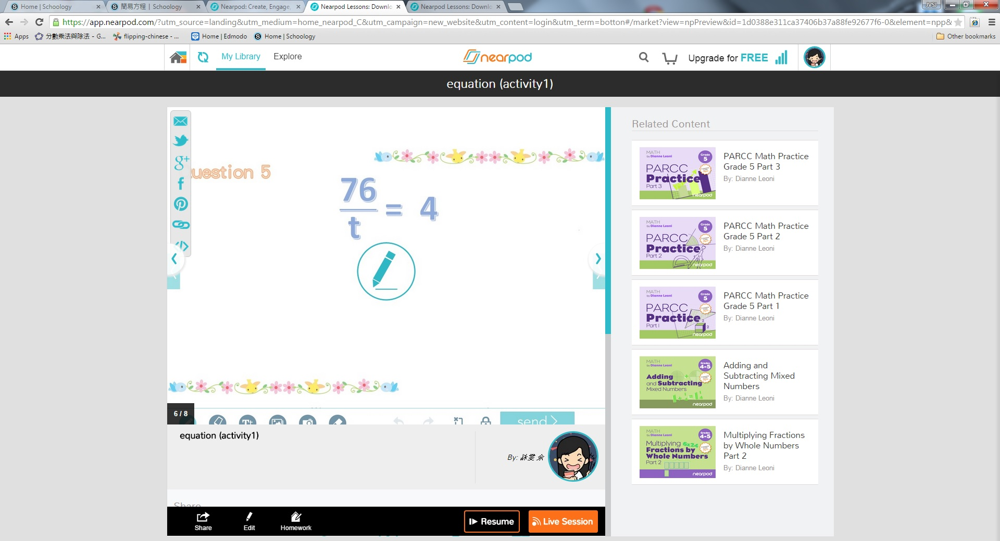 Home | Schoology
簡易方程 | Schoology
Nearpod: Create, Engage,
Nearpod Lessons: Downlo
Nearpod Lessons: Downlo
JVSJ
https://app.nearpod.com/?utm_source=landing&utm_medium=home_nearpod_C&utm_campaign=new_website&utm_content=login&utm_term=botton#/market?view=npPreview&id=1d0388e311ca37406b37a88fe92677f6-0&element=npp&
Apps
分數乘法與除法 - G...
flipping-chinese - ...
Home | Edmodo
Home | Schoology
Other bookmarks
My Library
Explore
nearpod
Upgrade for FREE
equation (activity1)
uestion 5
76
t
= 4
6 / 8
send
equation (activity1)
By: 詠雯 余
Share
Share
Edit
Homework
Resume
Live Session
Related Content
MATH
by Dianne Leoni
Grade 5
PARCC
Practice
Part 3
nearpod
PARCC Math Practice
Grade 5 Part 3
By: Dianne Leoni
MATH
by Dianne Leoni
Grade 5
PARCC
Practice
Part 2
nearpod
PARCC Math Practice
Grade 5 Part 2
By: Dianne Leoni
MATH
by Dianne Leoni
Grade 5
PARCC
Practice
Part 1
nearpod
PARCC Math Practice
Grade 5 Part 1
By: Dianne Leoni
MATH
by Dianne Leoni
Grades 4-5
Adding
and Subtracting
Mixed Numbers
nearpod
Adding and
Subtracting Mixed
Numbers
By: Dianne Leoni
MATH
by Dianne Leoni
Grades 4-5
Multiplying 6x24
Fractions by
Whole Numbers
Part 2
nearpod
Multiplying Fractions
by Whole Numbers
Part 2
By: Dianne Leoni